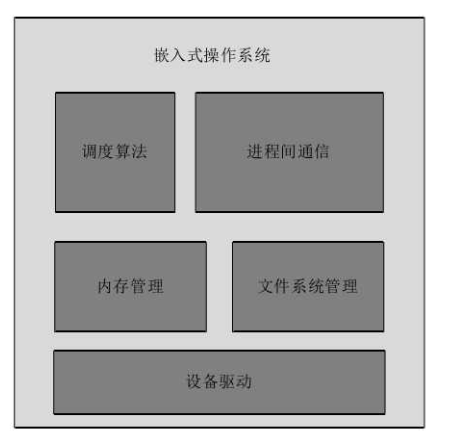 嵌入式操作系统
调度算法
进程间通信
内存管理
文件系统管理
设备驱动